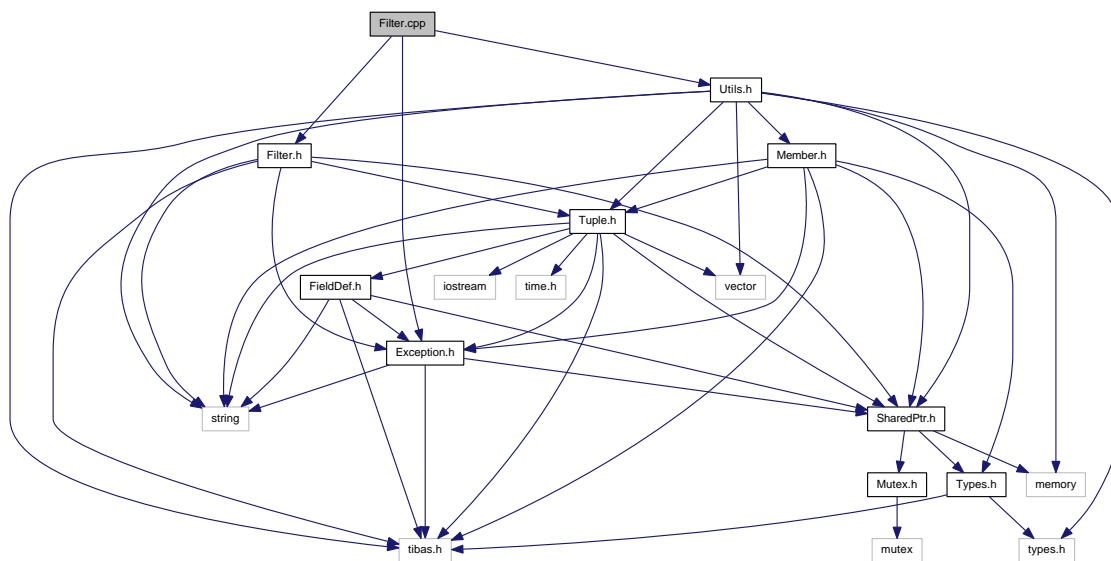 Filter.cpp
Utils.h
Filter.h
Member.h
Tuple.h
FieldDef.h
iostream
time.h
vector
Exception.h
string
SharedPtr.h
Mutex.h
Types.h
memory
tibas.h
mutex
types.h